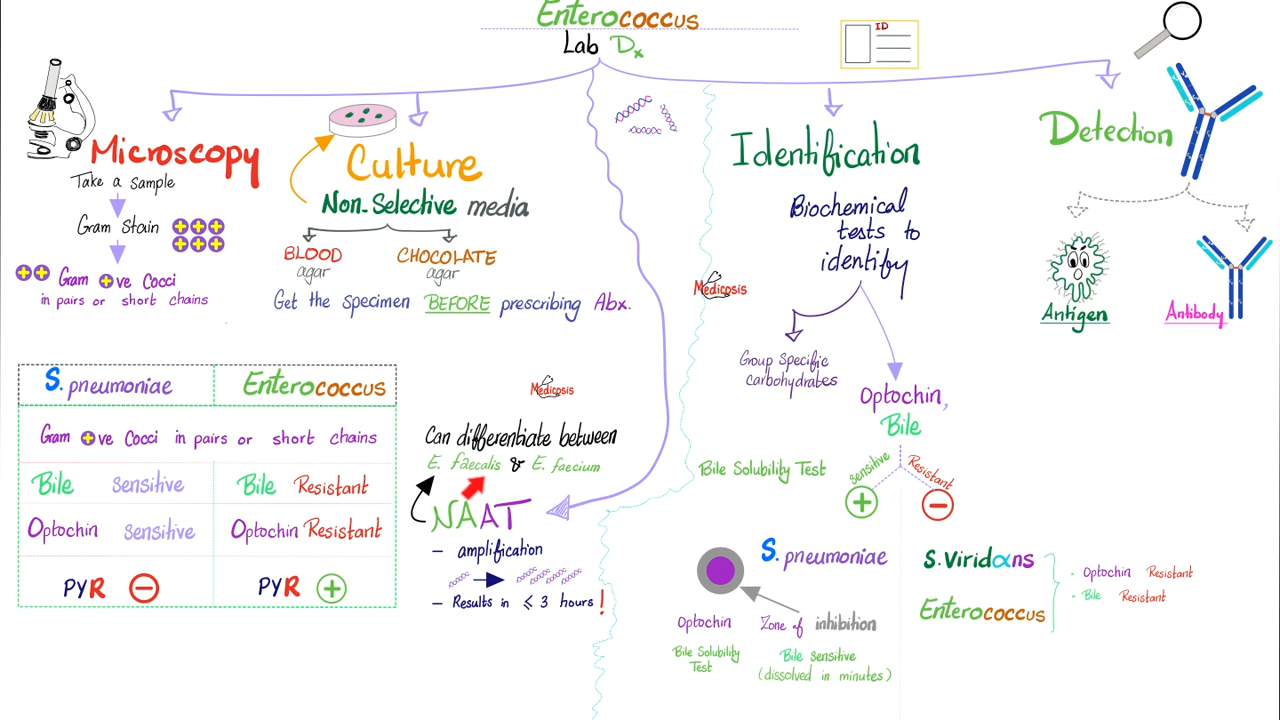 Enterococcus
Lab Dx
ID
Microscopy
Take a sample
Gram Stain
Gram +ve Cocci
in pairs or short chains
Culture
Non-Selective media
BLOOD
agar
CHOCOLATE
agar
Get the specimen BEFORE prescribing Abx.
Identification
Biochemical
tests to
identify
Medicosis
Goup Specific
carbohydrates
Optochin,
Bile
Bile Solubility Test
Sensitive
Resistant
+
−
S. pneumoniae
Optochin
Zone of inhibition
Bile Solubility
Test
Bile sensitive
(dissolved in minutes)
S. Viridαns
Enterococcus
· Optochin Resistant
· Bile Resistant
Detection
Antigen
Antibody
S. pneumoniae
Enterococcus
Gram +ve Cocci in pairs or short chains
Bile Sensitive
Bile Resistant
Optochin sensitive
Optochin Resistant
PYR −
PYR +
Medicosis
Can differentiate between
E. faecalis & E. faecium
NAAT
– amplification
– Results in ⩽ 3 hours!